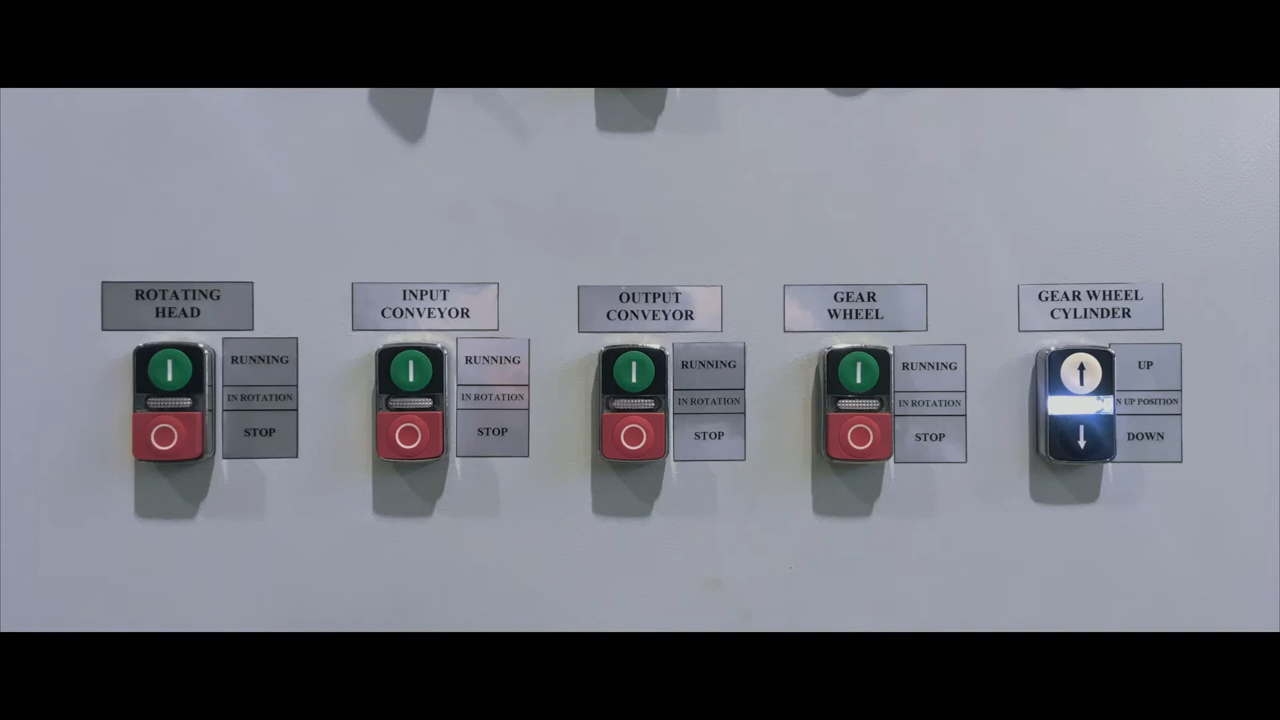 ROTATING
HEAD
RUNNING
IN ROTATION
STOP
INPUT
CONVEYOR
RUNNING
IN ROTATION
STOP
OUTPUT
CONVEYOR
RUNNING
IN ROTATION
STOP
GEAR
WHEEL
RUNNING
IN ROTATION
STOP
GEAR WHEEL
CYLINDER
UP
N UP POSITION
DOWN